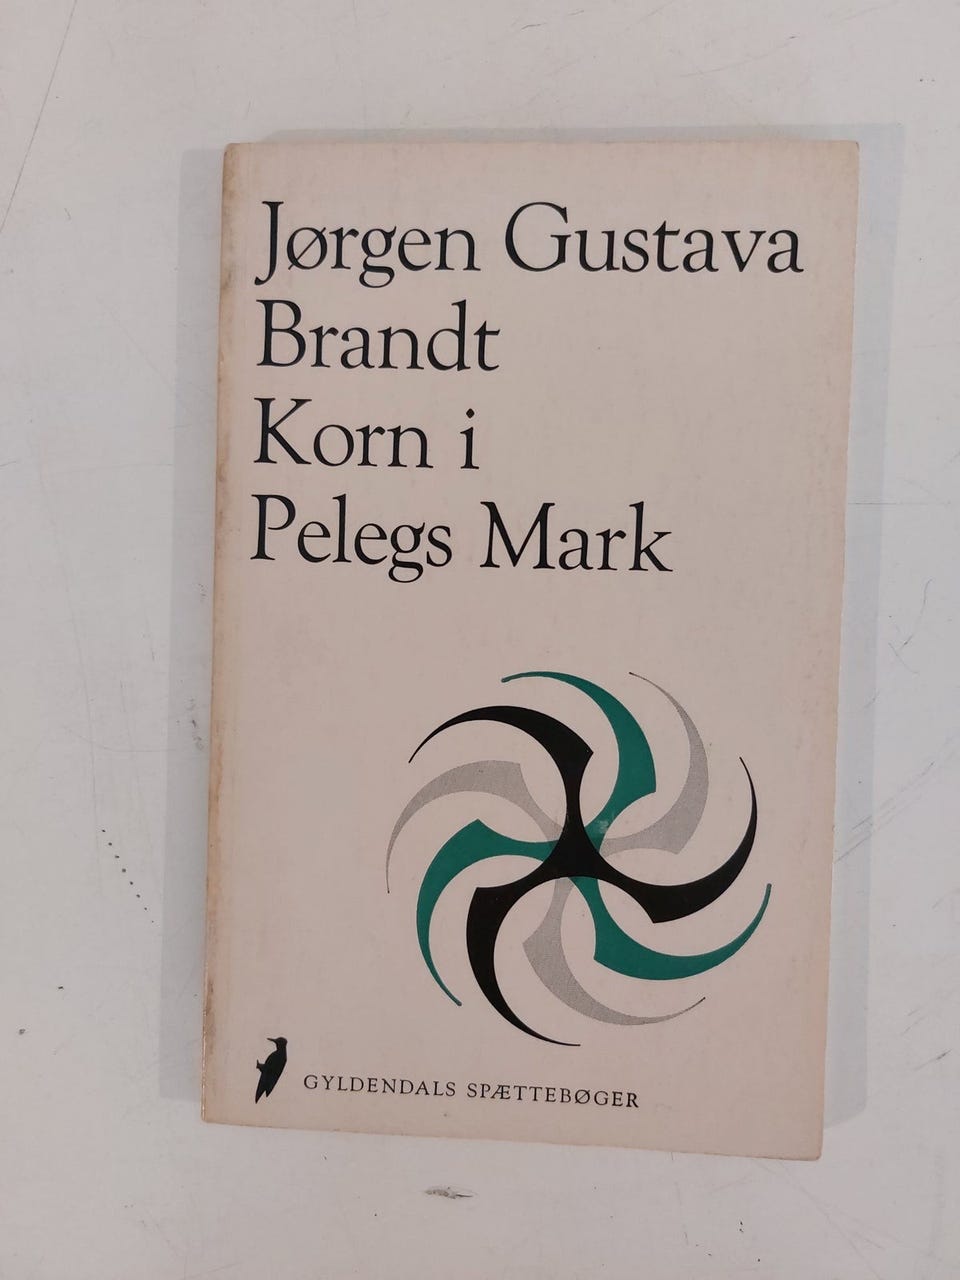 Jørgen Gustava
Brandt
Korn i
Pelegs Mark
GYLDENDALS SPÆTTEBØGER